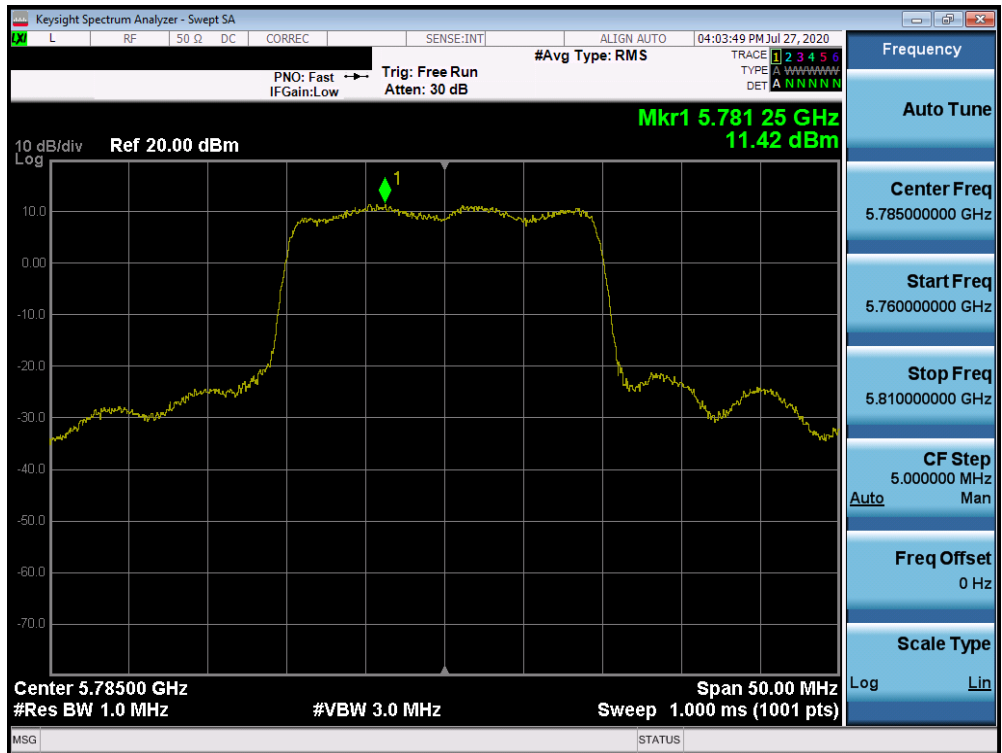 Keysight Spectrum Analyzer - Swept SA
LXI L RF 50 Ω DC CORREC SENSE:INT ALIGN AUTO 04:03:49 PM Jul 27, 2020
#Avg Type: RMS TRACE 1 2 3 4 5 6
PNO: Fast Trig: Free Run TYPE A WWWWW
IFGain:Low Atten: 30 dB DET A N N N N N
Mkr1 5.781 25 GHz
11.42 dBm
10 dB/div Ref 20.00 dBm
Log
1
10.0
0.00
-10.0
-20.0
-30.0
-40.0
-50.0
-60.0
-70.0
Center 5.78500 GHz Span 50.00 MHz
#Res BW 1.0 MHz #VBW 3.0 MHz Sweep 1.000 ms (1001 pts)
MSG STATUS
Frequency
Auto Tune
Center Freq
5.785000000 GHz
Start Freq
5.760000000 GHz
Stop Freq
5.810000000 GHz
CF Step
5.000000 MHz
Auto Man
Freq Offset
0 Hz
Scale Type
Log Lin